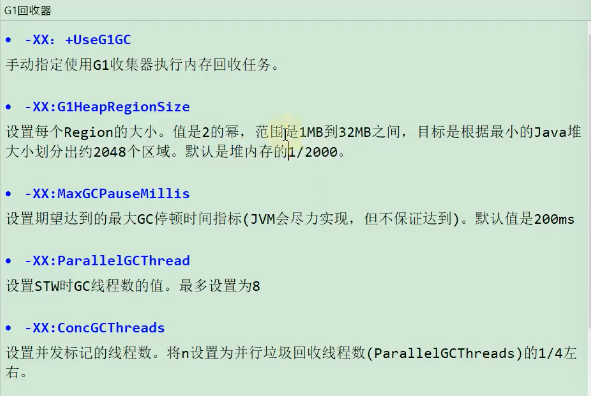 G1回收器
• -XX：+UseG1GC
手动指定使用G1收集器执行内存回收任务。
• -XX:G1HeapRegionSize
设置每个Region的大小。值是2的幂，范围是1MB到32MB之间，目标是根据最小的Java堆
大小划分出约2048个区域。默认是堆内存的1/2000。
• -XX:MaxGCPauseMillis
设置期望达到的最大GC停顿时间指标(JVM会尽力实现，但不保证达到)。默认值是200ms
• -XX:ParallelGCThread
设置STW时GC线程数的值。最多设置为8
• -XX:ConcGCThreads
设置并发标记的线程数。将n设置为并行垃圾回收线程数(ParallelGCThreads)的1/4左
右。